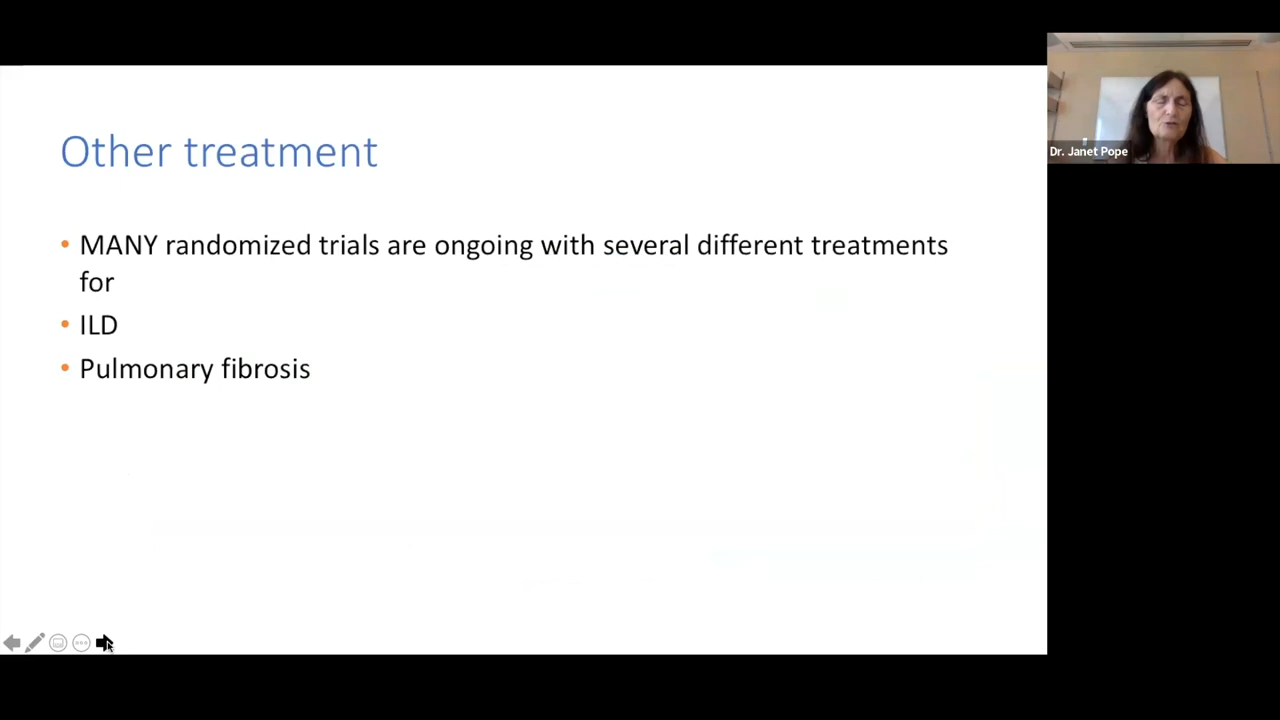 Other treatment
• MANY randomized trials are ongoing with several different treatments
for
• ILD
• Pulmonary fibrosis
Dr. Janet Pope